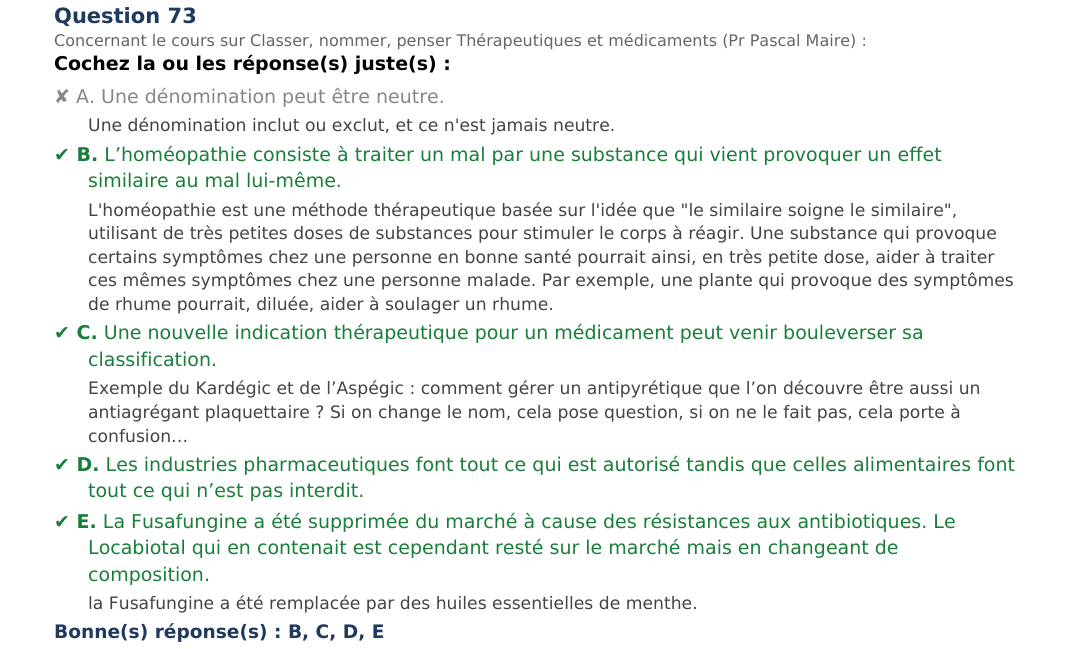 Question 73
Concernant le cours sur Classer, nommer, penser Thérapeutiques et médicaments (Pr Pascal Maire) :
Cochez la ou les réponse(s) juste(s) :
✘ A. Une dénomination peut être neutre.
Une dénomination inclut ou exclut, et ce n'est jamais neutre.
✔ B. L’homéopathie consiste à traiter un mal par une substance qui vient provoquer un effet
similaire au mal lui-même.
L'homéopathie est une méthode thérapeutique basée sur l'idée que "le similaire soigne le similaire",
utilisant de très petites doses de substances pour stimuler le corps à réagir. Une substance qui provoque
certains symptômes chez une personne en bonne santé pourrait ainsi, en très petite dose, aider à traiter
ces mêmes symptômes chez une personne malade. Par exemple, une plante qui provoque des symptômes
de rhume pourrait, diluée, aider à soulager un rhume.
✔ C. Une nouvelle indication thérapeutique pour un médicament peut venir bouleverser sa
classification.
Exemple du Kardégic et de l’Aspégic : comment gérer un antipyrétique que l’on découvre être aussi un
antiagrégant plaquettaire ? Si on change le nom, cela pose question, si on ne le fait pas, cela porte à
confusion…
✔ D. Les industries pharmaceutiques font tout ce qui est autorisé tandis que celles alimentaires font
tout ce qui n’est pas interdit.
✔ E. La Fusafungine a été supprimée du marché à cause des résistances aux antibiotiques. Le
Locabiotal qui en contenait est cependant resté sur le marché mais en changeant de
composition.
la Fusafungine a été remplacée par des huiles essentielles de menthe.
Bonne(s) réponse(s) : B, C, D, E